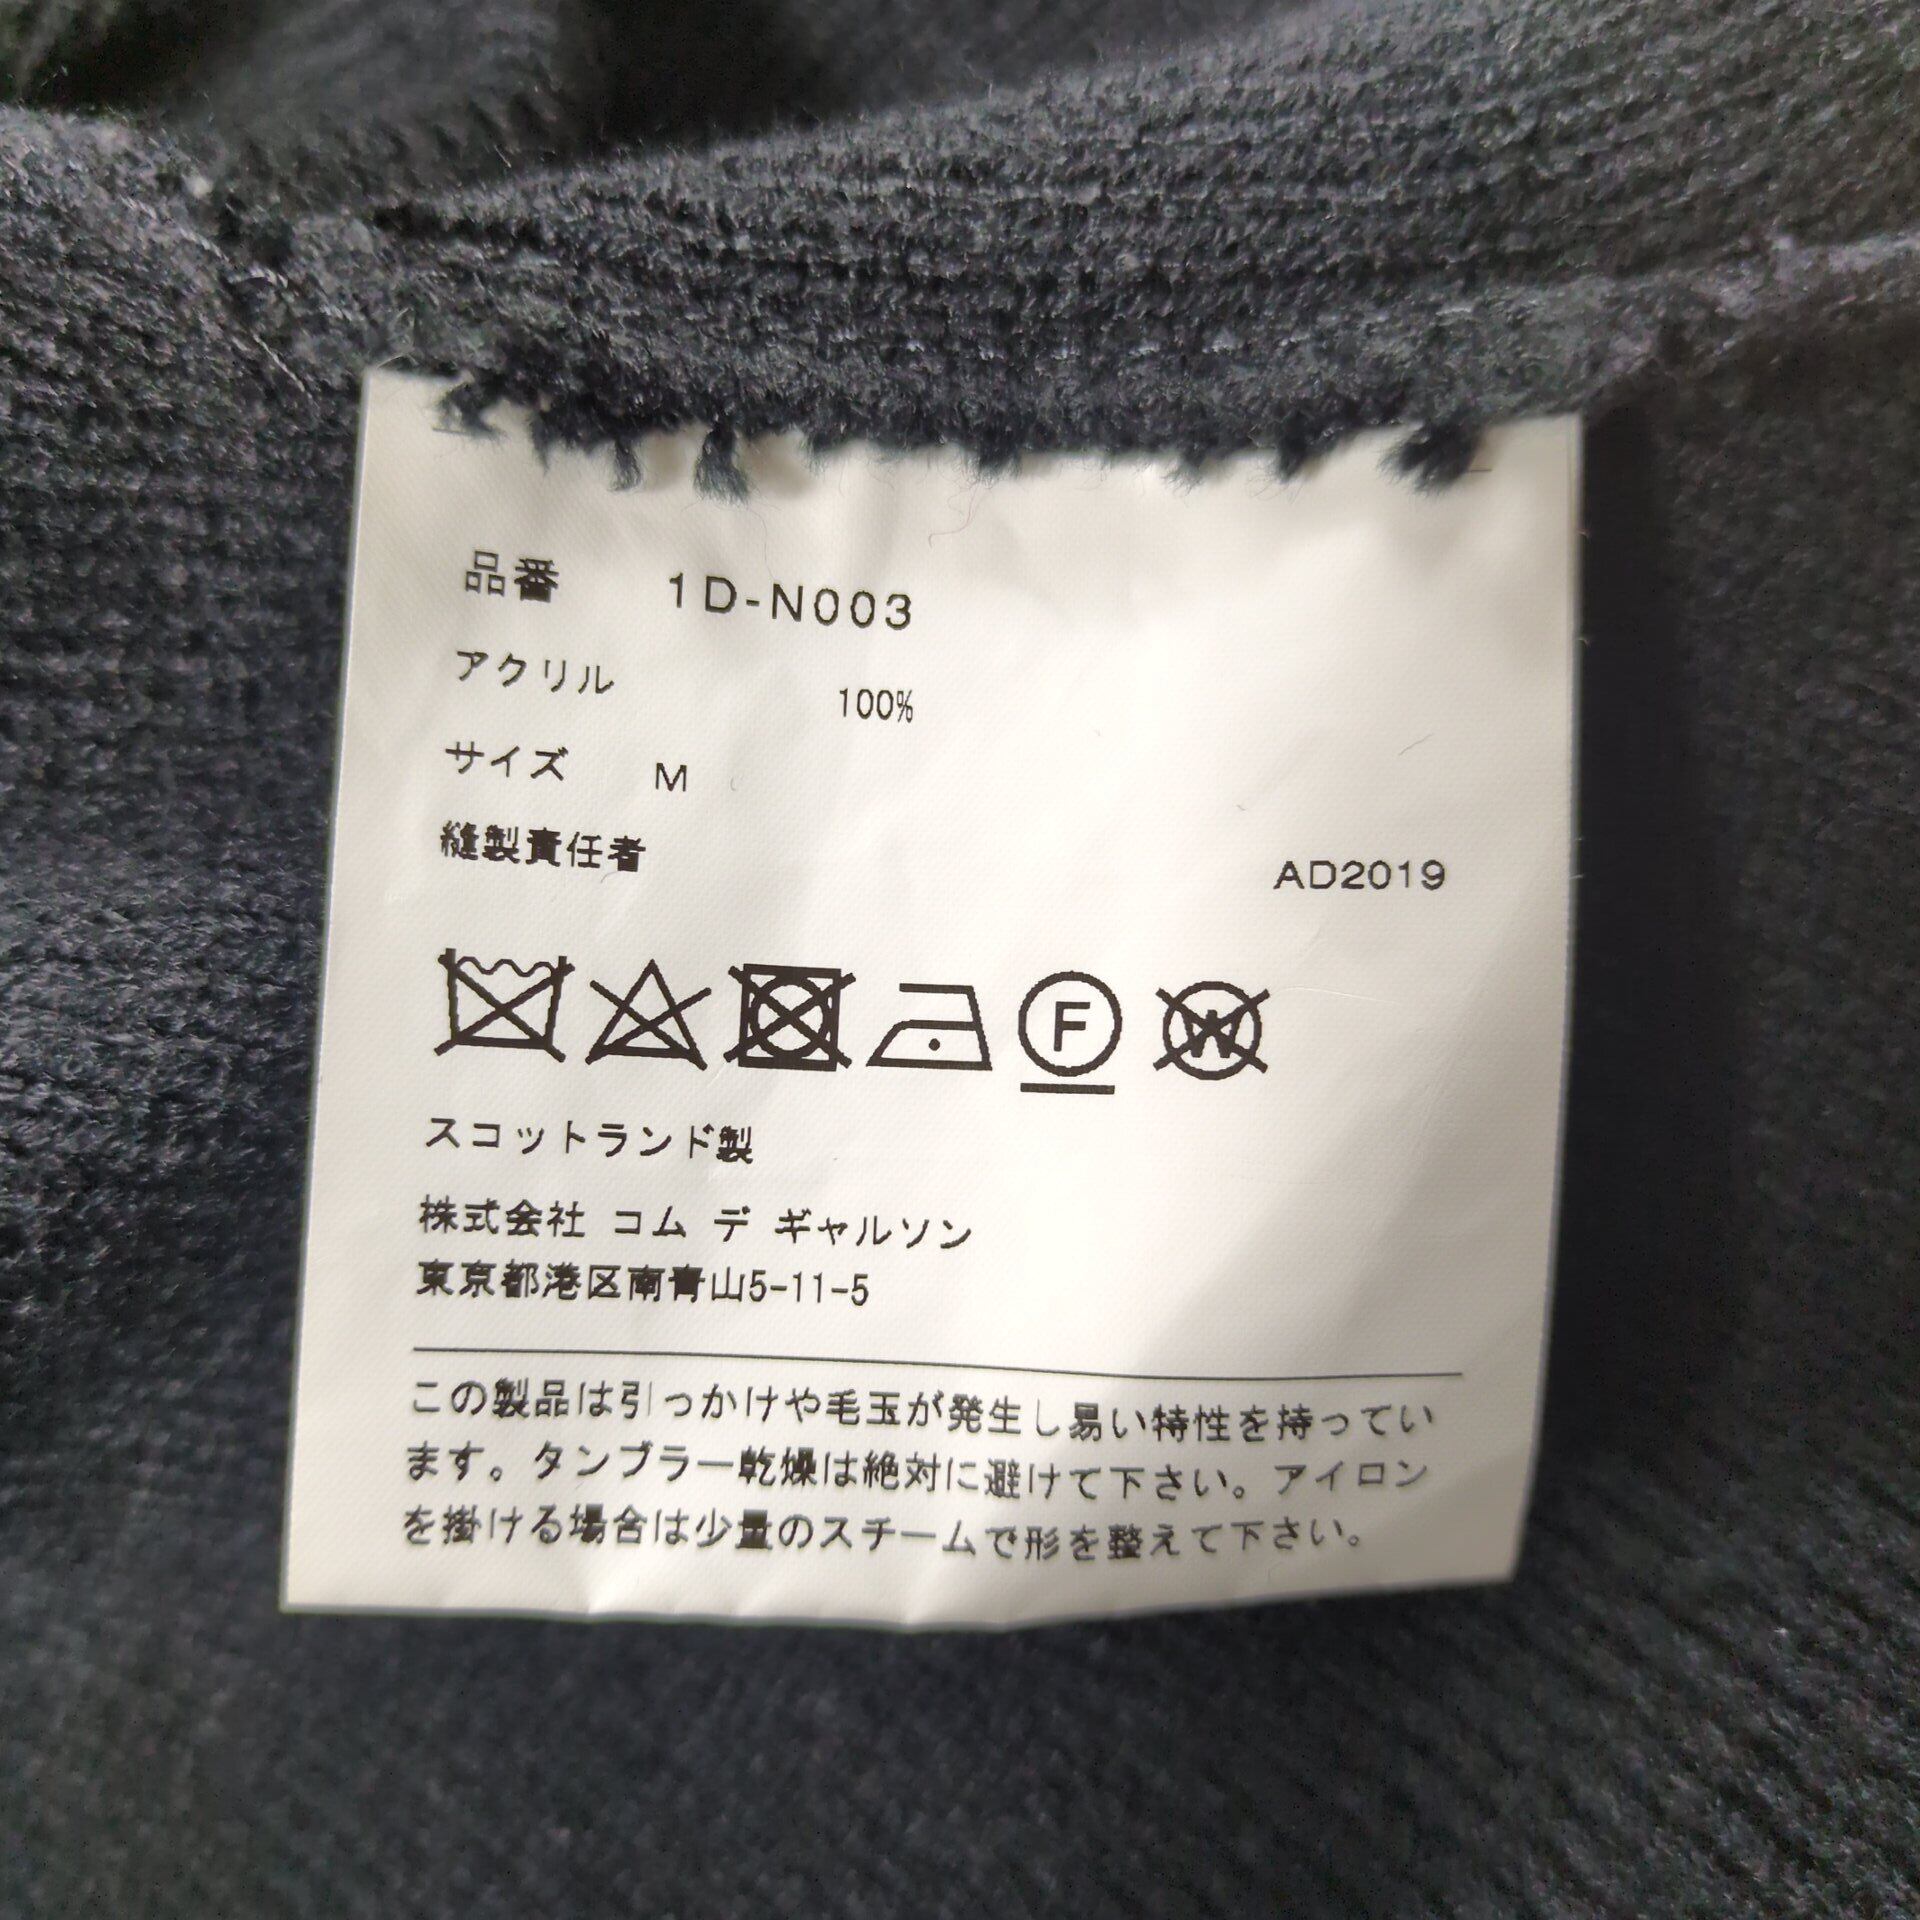 品番 1D-N003
アクリル 100%
サイズ M
縫製責任者 AD2019
F W
スコットランド製
株式会社 コム デ ギャルソン
東京都港区南青山5-11-5
この製品は引っかけや毛玉が発生し易い特性を持ってい
ます。タンブラー乾燥は絶対に避けて下さい。アイロン
を掛ける場合は少量のスチームで形を整えて下さい。